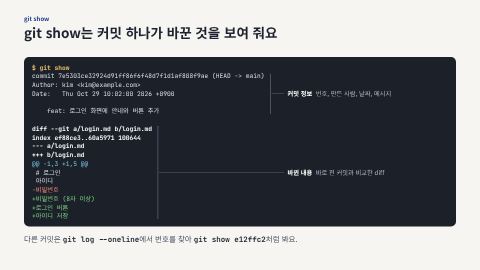 git show
git show는 커밋 하나가 바꾼 것을 보여 줘요
$ git show
commit 7e5303ce32924d91ff86f6f48d7f1d1af888f9ae (HEAD -> main)
Author: kim <kim@example.com>
Date:   Thu Oct 29 10:02:00 2026 +0900
feat: 로그인 화면에 안내와 버튼 추가
커밋 정보 번호, 만든 사람, 날짜, 메시지
diff --git a/login.md b/login.md
index ef88ce3..60a5971 100644
--- a/login.md
+++ b/login.md
@@ -1,3 +1,5 @@
 # 로그인
 아이디
-비밀번호
+비밀번호 (8자 이상)
+로그인 버튼
+아이디 저장
바뀐 내용 바로 전 커밋과 비교한 diff
다른 커밋은 git log --oneline에서 번호를 찾아 git show e12ffc2처럼 봐요.